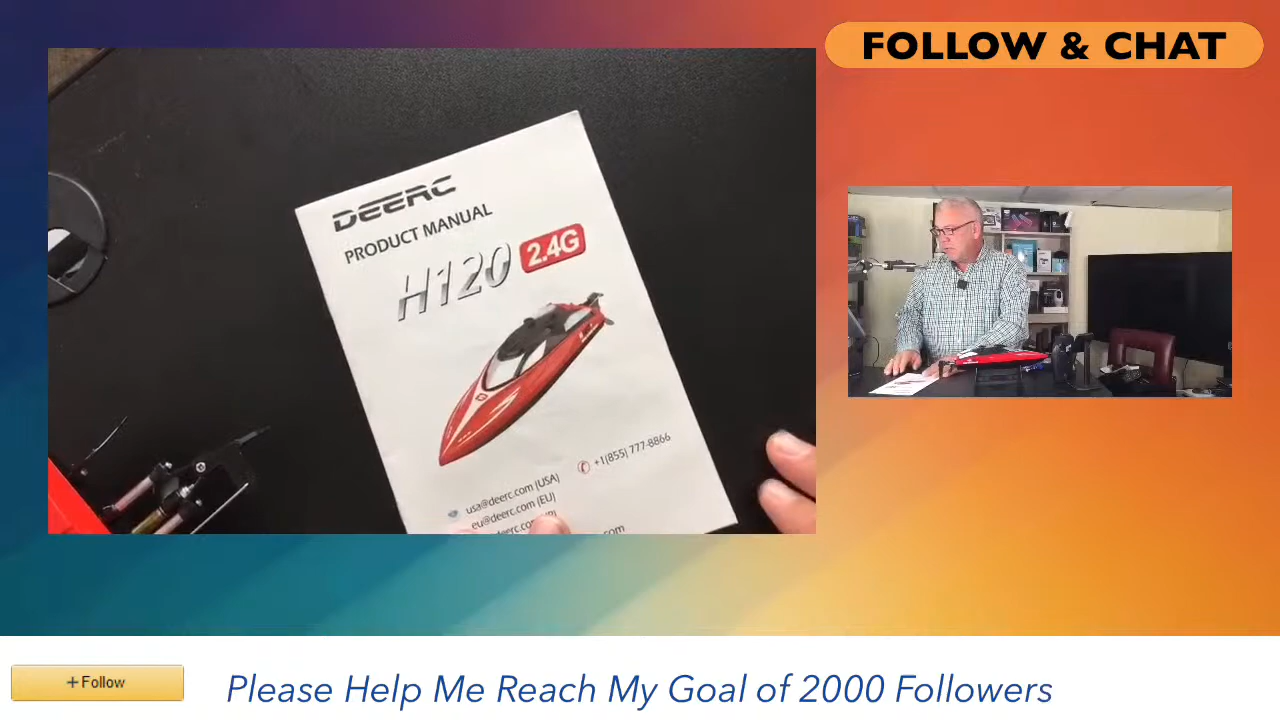 FOLLOW & CHAT
DEERC
PRODUCT MANUAL
H120 2.4G
+1(855) 777-8866
usa@deerc.com (USA)
eu@deerc.com (EU)
+Follow
Please Help Me Reach My Goal of 2000 Followers